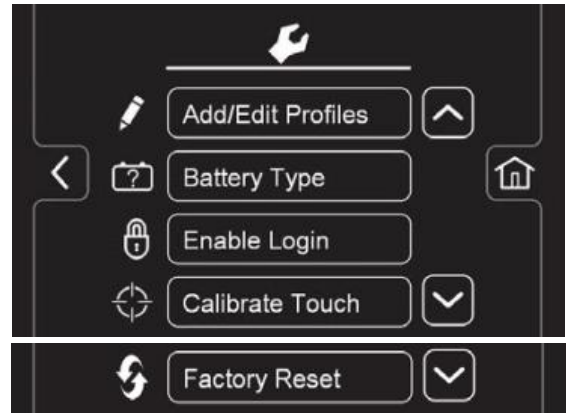 Add/Edit Profiles
Battery Type
Enable Login
Calibrate Touch
Factory Reset